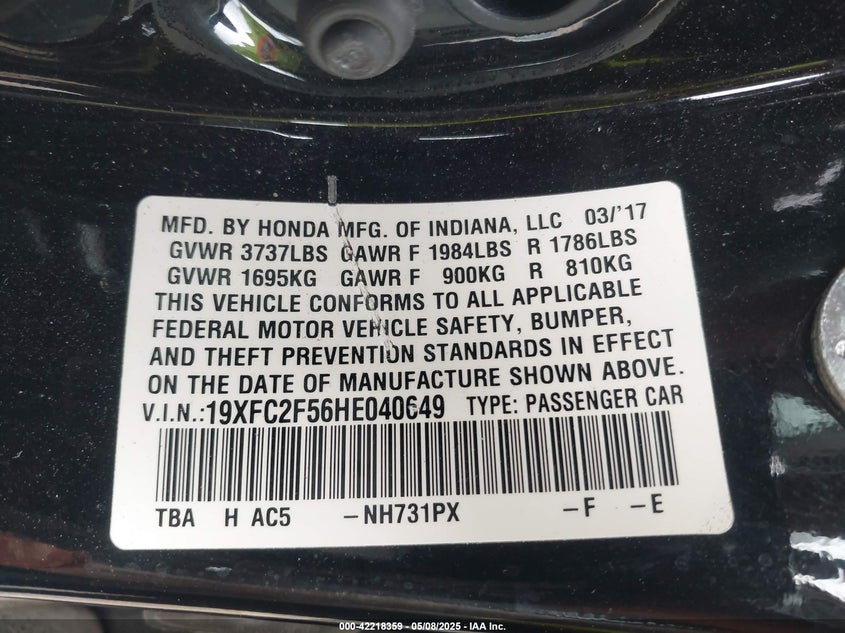 MFD. BY HONDA MFG. OF INDIANA, LLC 03/'17
GVWR 3737LBS GAWR F 1984LBS R 1786LBS
GVWR 1695KG GAWR F 900KG R 810KG
THIS VEHICLE CONFORMS TO ALL APPLICABLE
FEDERAL MOTOR VEHICLE SAFETY, BUMPER,
AND THEFT PREVENTION STANDARDS IN EFFECT
ON THE DATE OF MANUFACTURE SHOWN ABOVE.
V.I.N.:19XFC2F56HE040649 TYPE: PASSENGER CAR
TBA H AC5 –NH731PX –F –E
000-42218359 - 05/08/2025 - IAA Inc.